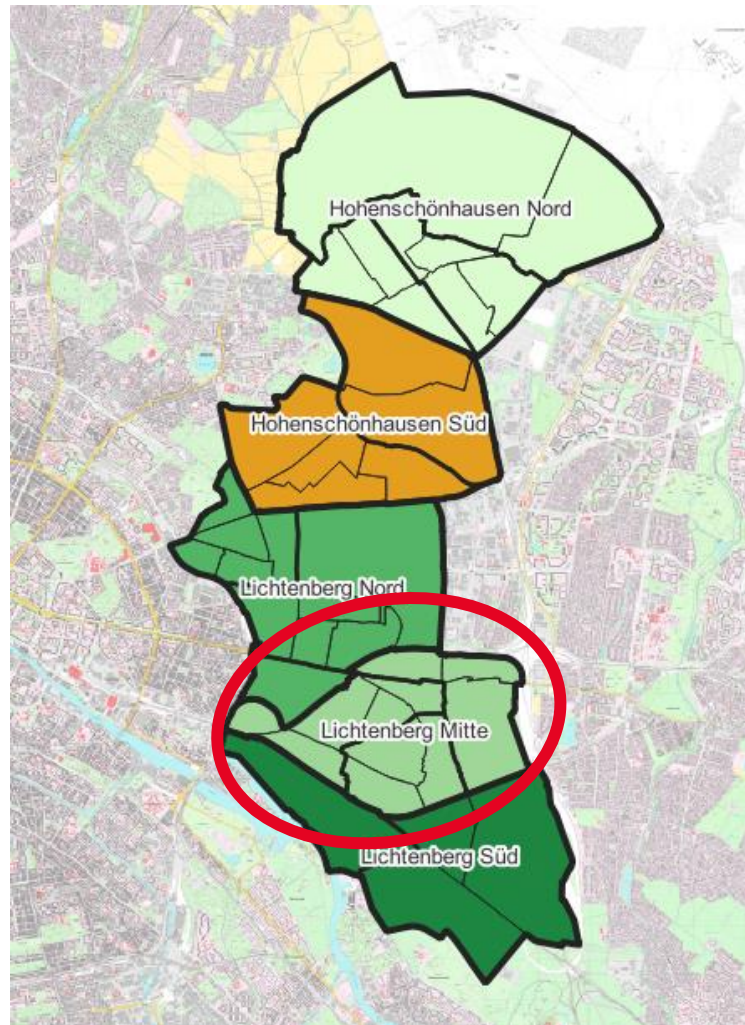 Hohenschönhausen Nord
Hohenschönhausen Süd
Lichtenberg Nord
Lichtenberg Mitte
Lichtenberg Süd